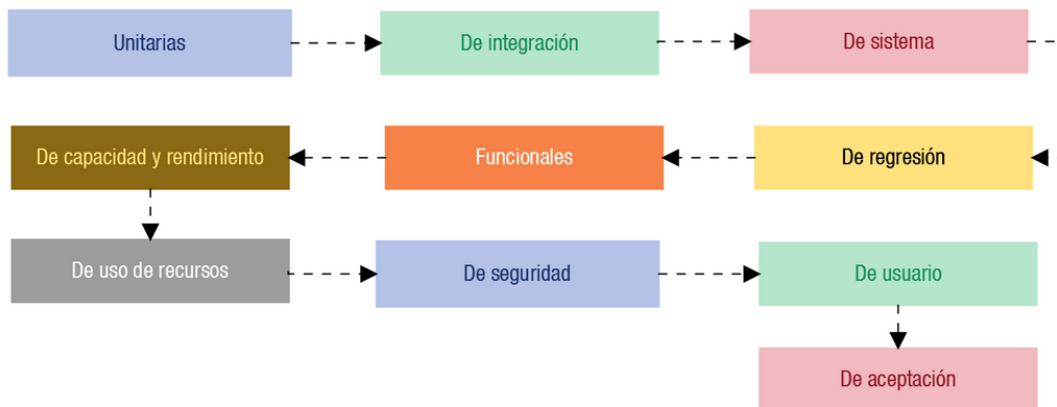 Unitarias
De integración
De sistema
De regresión
Funcionales
De capacidad y rendimiento
De uso de recursos
De seguridad
De usuario
De aceptación